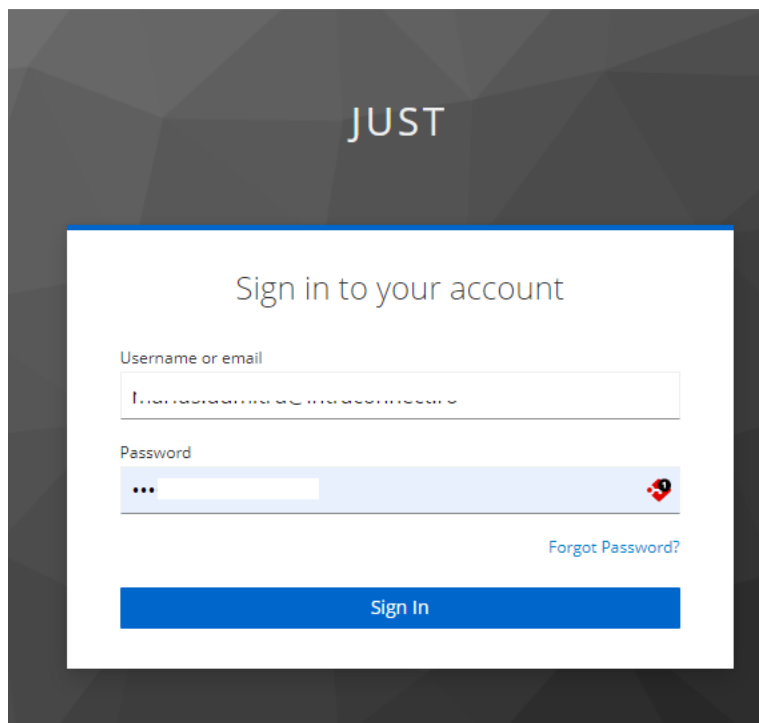 JUST
Sign in to your account
Username or email
Password
Forgot Password?
Sign In